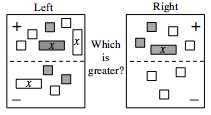 Left Right
+ x x Which + x
is
greater?
x
− −